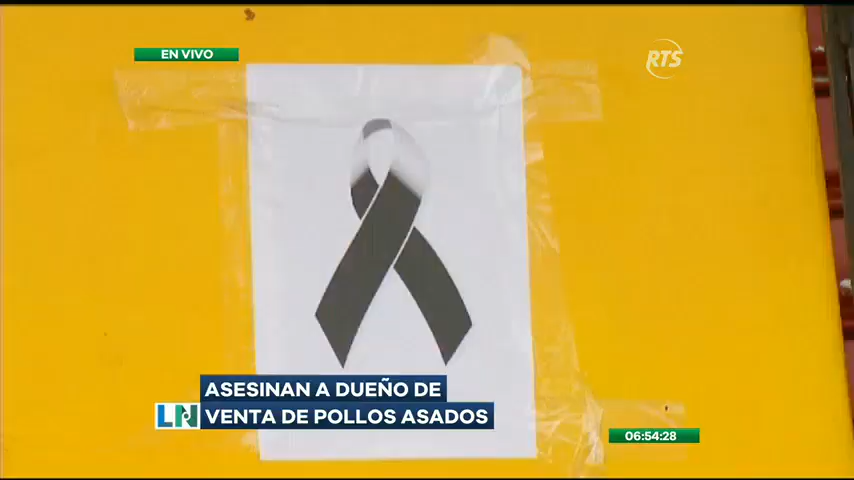 EN VIVO
RTS
ASESINAN A DUEÑO DE
LN
VENTA DE POLLOS ASADOS
06:54:28